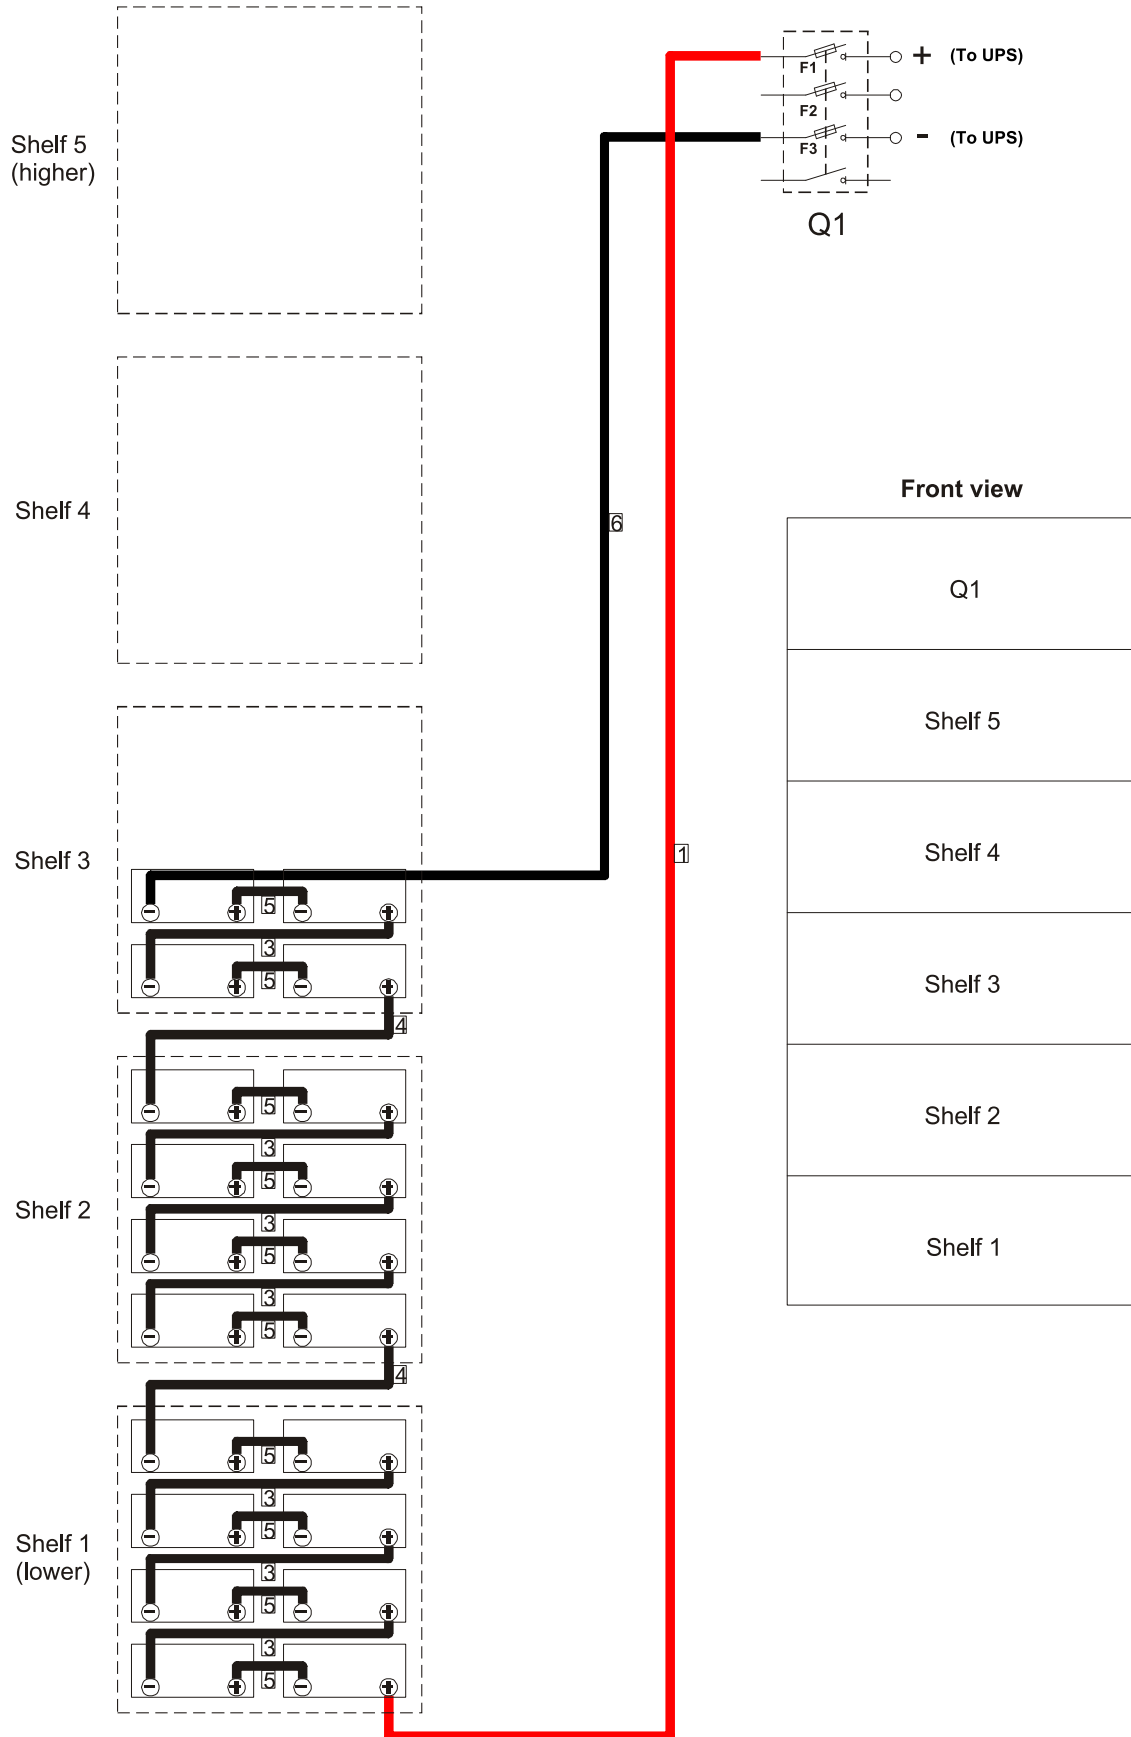 + (To UPS)
F1
F2
- (To UPS)
F3
Q1
Shelf 5
(higher)
Shelf 4
6
Front view
Q1
Shelf 5
Shelf 4
Shelf 3
Shelf 2
Shelf 1
1
Shelf 3
5
3
5
4
Shelf 2
5
3
5
3
5
3
5
4
Shelf 1
(lower)
5
3
5
3
5
3
5